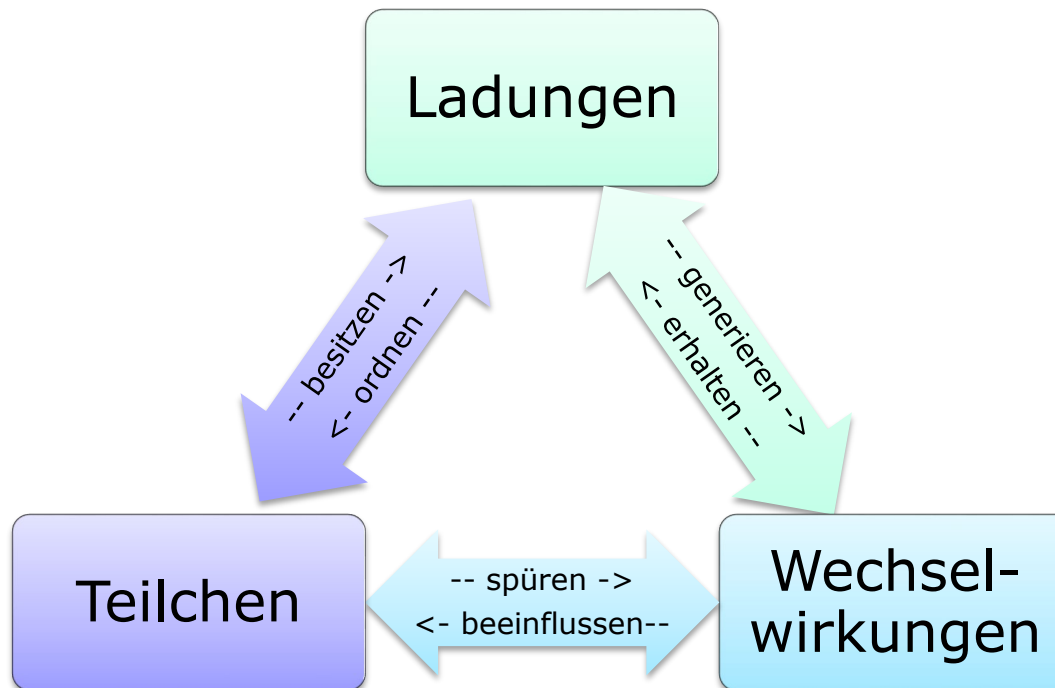 Ladungen
-- besitzen ->
<- ordnen --
-- generieren ->
<- erhalten --
Teilchen
-- spüren ->
<- beeinflussen--
Wechsel-
wirkungen